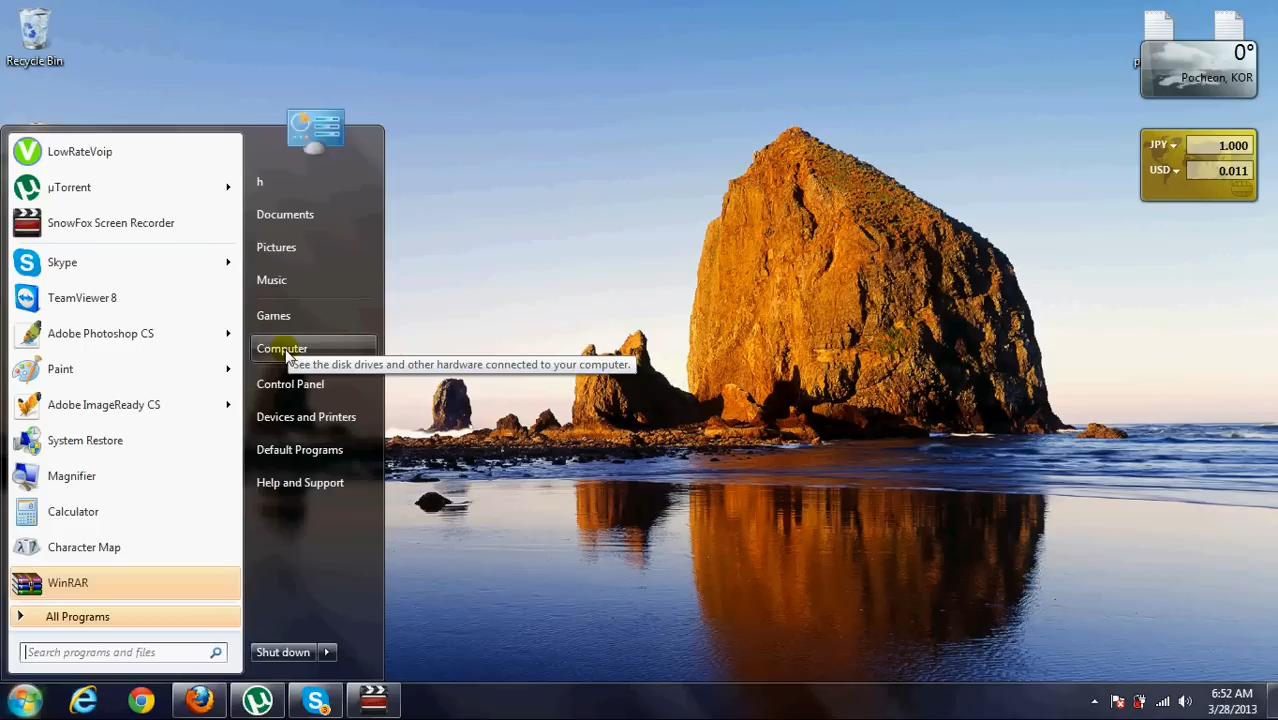 Recycle Bin
0°
Pochean, KOR
JPY
1.000
USD
0.011
LowRateVoip
µTorrent
SnowFox Screen Recorder
Skype
TeamViewer 8
Adobe Photoshop CS
Paint
Adobe ImageReady CS
System Restore
Magnifier
Calculator
Character Map
WinRAR
All Programs
Search programs and files
h
Documents
Pictures
Music
Games
Computer
See the disk drives and other hardware connected to your computer.
Control Panel
Devices and Printers
Default Programs
Help and Support
Shut down
6:52 AM
3/28/2013